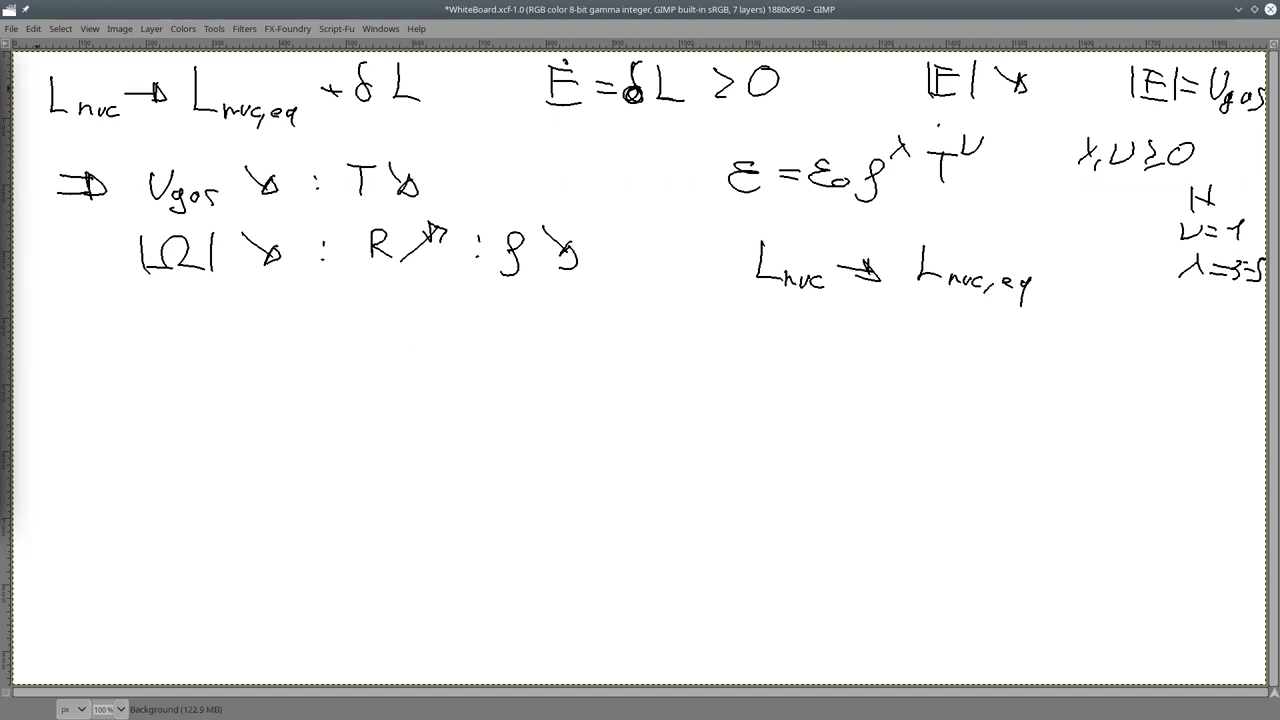 *WhiteBoard.xcf-1.0 (RGB color 8-bit gamma integer, GIMP built-in sRGB, 7 layers) 1880x950 – GIMP
File Edit Select View Image Layer Colors Tools Filters FX-Foundry Script-Fu Windows Help
L_nuc → L_nuc,eq + δL Ė = δL ≥ 0 |E| ↘ |E| = U_gas
⇒ U_gas ↘ : T ↘ ε = ε₀ ρ^λ T^ν λ, ν ≥ 0
H
ν = 1
|Ω| ↘ : R ↗ : ρ ↘ L_nuc → L_nuc,eq
px 100% Background (122.9 MB)